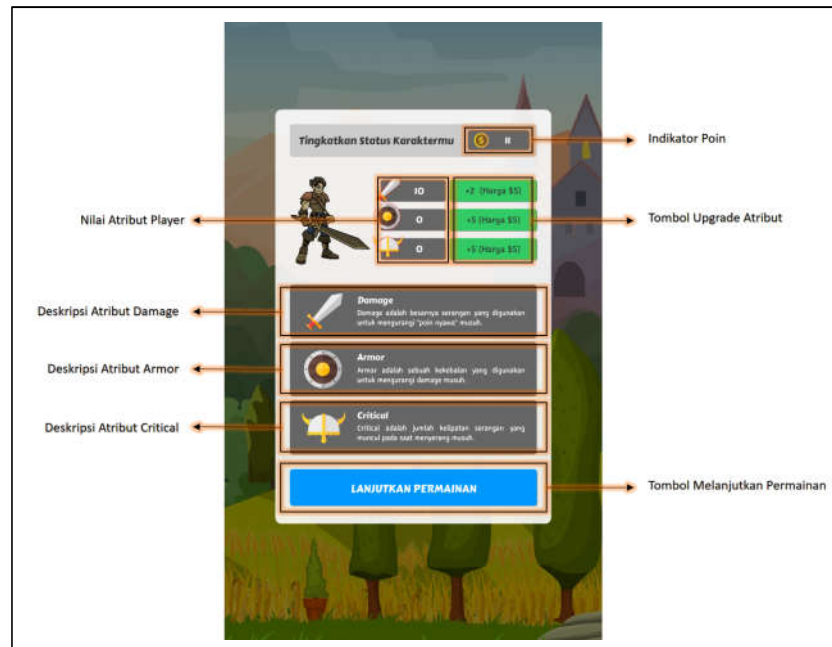 Tingkatkan Status Karaktermu
11
Indikator Poin
10
+2 (Harga $5)
Nilai Atribut Player
0
+5 (Harga $5)
Tombol Upgrade Atribut
0
+5 (Harga $5)
Damage
Deskripsi Atribut Damage
Damage adalah besarnya serangan yang digunakan
untuk mengurangi "poin nyawa" musuh.
Armor
Deskripsi Atribut Armor
Armor adalah sebuah kekebalan yang digunakan
untuk mengurangi damage musuh.
Critical
Deskripsi Atribut Critical
Critical adalah jumlah kelipatan serangan yang
muncul pada saat menyerang musuh.
LANJUTKAN PERMAINAN
Tombol Melanjutkan Permainan